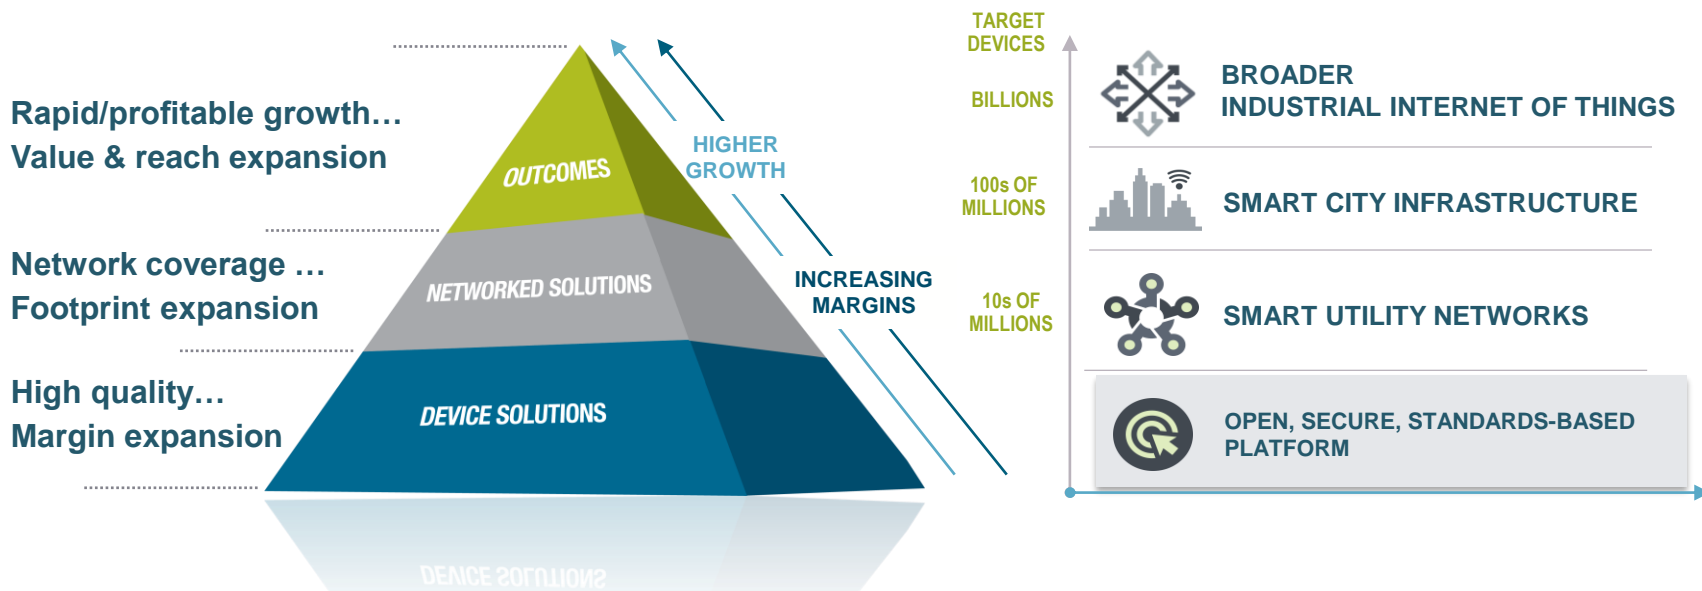 Rapid/profitable growth…
Value & reach expansion
Network coverage …
Footprint expansion
High quality…
Margin expansion
OUTCOMES
NETWORKED SOLUTIONS
DEVICE SOLUTIONS
DEVICE SOLUTIONS
HIGHER
GROWTH
INCREASING
MARGINS
TARGET
DEVICES
BILLIONS
BROADER
INDUSTRIAL INTERNET OF THINGS
100s OF
MILLIONS
SMART CITY INFRASTRUCTURE
10s OF
MILLIONS
SMART UTILITY NETWORKS
OPEN, SECURE, STANDARDS-BASED
PLATFORM